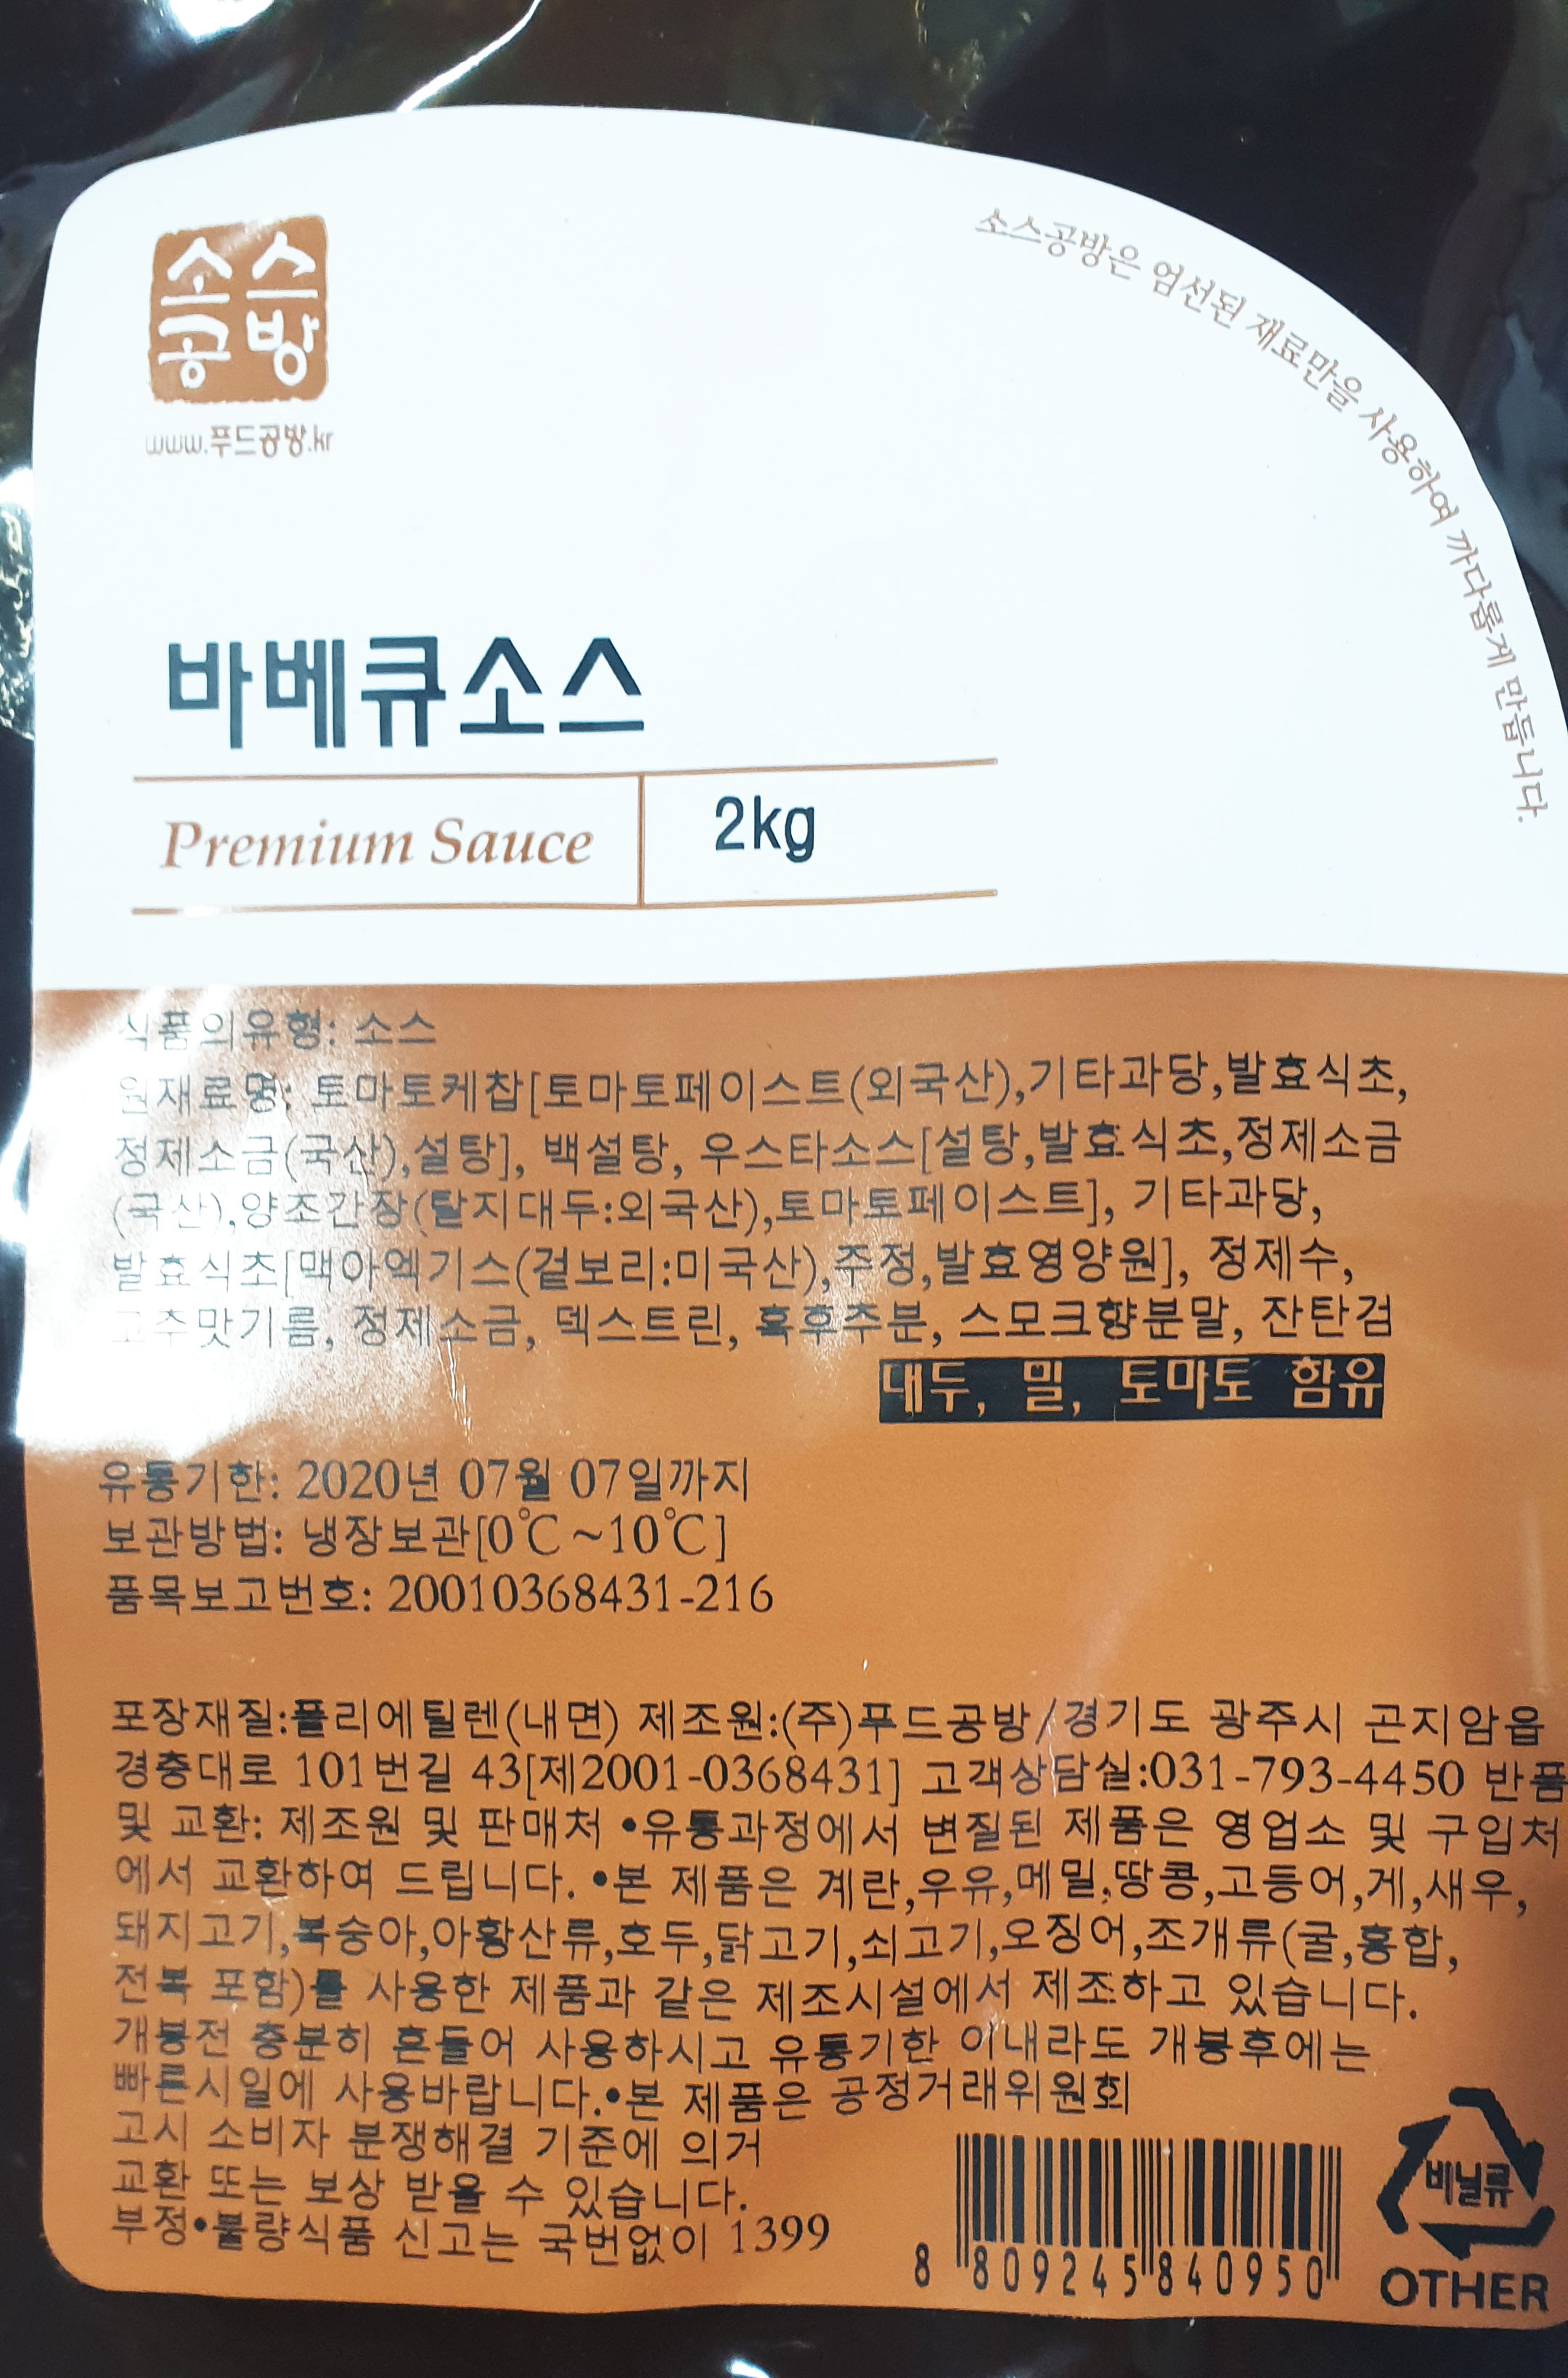 소스
공방
www.푸드공방.kr
소스공방은 엄선된 재료만을 사용하여 까다롭게 만듭니다.
바베큐소스
Premium Sauce
2kg
식품의유형: 소스
원재료명: 토마토케찹[토마토페이스트(외국산),기타과당,발효식초,
정제소금(국산),설탕], 백설탕, 우스타소스[설탕,발효식초,정제소금
(국산),양조간장(탈지대두:외국산),토마토페이스트], 기타과당,
발효식초[맥아엑기스(겉보리:미국산),주정,발효영양원], 정제수,
고추맛기름, 정제소금, 덱스트린, 흑후추분, 스모크향분말, 잔탄검
대두, 밀, 토마토 함유
유통기한: 2020년 07월 07일까지
보관방법: 냉장보관[0℃~10℃]
품목보고번호: 20010368431-216
포장재질:폴리에틸렌(내면) 제조원:(주)푸드공방/경기도 광주시 곤지암읍
경충대로 101번길 43[제2001-0368431] 고객상담실:031-793-4450 반품
및 교환: 제조원 및 판매처 •유통과정에서 변질된 제품은 영업소 및 구입처
에서 교환하여 드립니다. •본 제품은 계란,우유,메밀,땅콩,고등어,게,새우,
돼지고기,복숭아,아황산류,호두,닭고기,쇠고기,오징어,조개류(굴,홍합,
전복 포함)를 사용한 제품과 같은 제조시설에서 제조하고 있습니다.
개봉전 충분히 흔들어 사용하시고 유통기한 이내라도 개봉후에는
빠른시일에 사용바랍니다.•본 제품은 공정거래위원회
고시 소비자 분쟁해결 기준에 의거
교환 또는 보상 받을 수 있습니다.
부정•불량식품 신고는 국번없이 1399
8 809245 840950
비닐류
OTHER